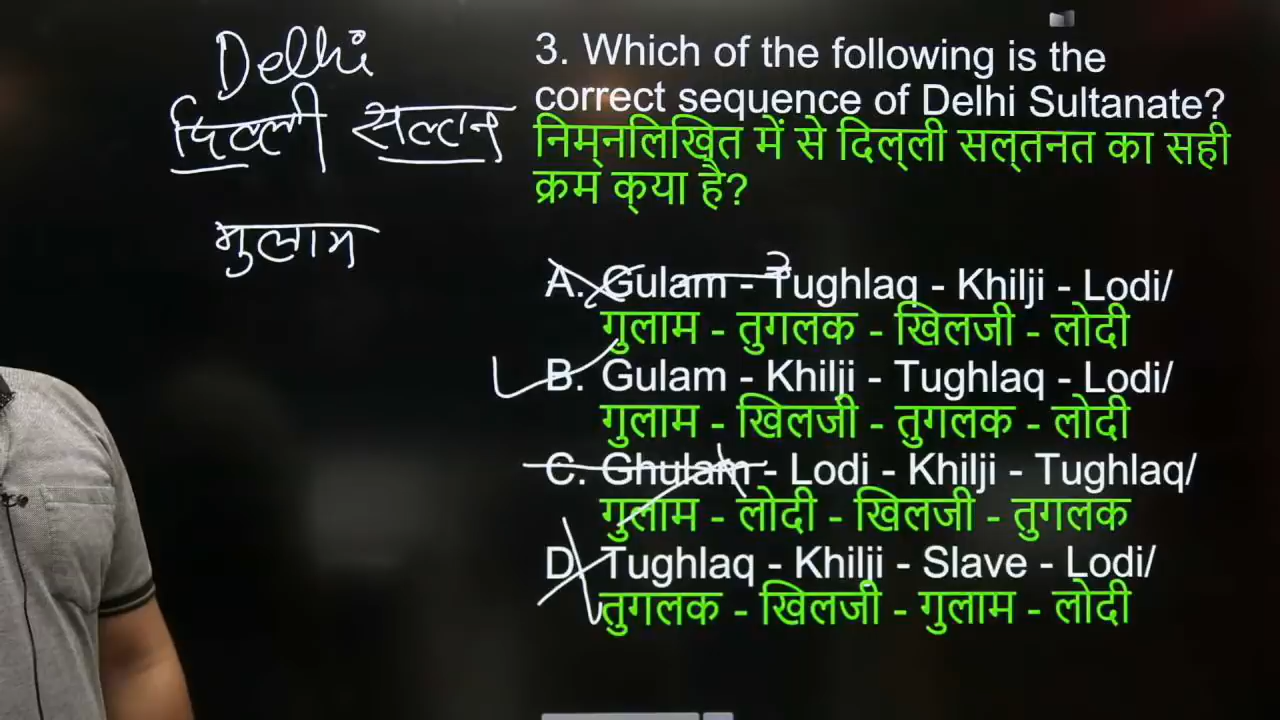 Delhi
दिल्ली सल्तन
गुलाम
3. Which of the following is the
correct sequence of Delhi Sultanate?
निम्नलिखित में से दिल्ली सल्तनत का सही
क्रम क्या है?
A. Gulam - Tughlaq - Khilji - Lodi/
गुलाम - तुगलक - खिलजी - लोदी
B. Gulam - Khilji - Tughlaq - Lodi/
गुलाम - खिलजी - तुगलक - लोदी
C. Ghulam - Lodi - Khilji - Tughlaq/
गुलाम - लोदी - खिलजी - तुगलक
D. Tughlaq - Khilji - Slave - Lodi/
तुगलक - खिलजी - गुलाम - लोदी